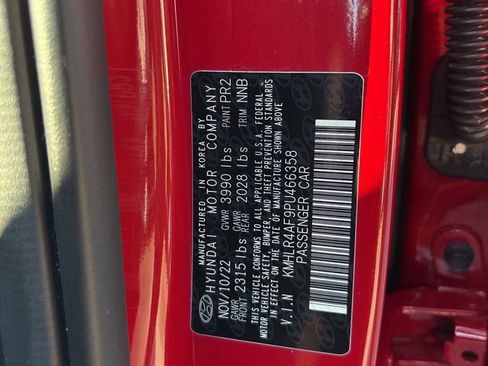 MANUFACTURED IN KOREA BY
HYUNDAI MOTOR COMPANY
NOV/10/22 GVWR 3990 lbs PAINT PR2
GAWR FRONT 2315 lbs GAWR REAR 2028 lbs TRIM NNB
THIS VEHICLE CONFORMS TO ALL APPLICABLE U.S.A. FEDERAL
MOTOR VEHICLE SAFETY, BUMPER, AND THEFT PREVENTION STANDARDS
IN EFFECT ON THE DATE OF MANUFACTURE SHOWN ABOVE
V.I.N KMHLR4AF9PU466358
PASSENGER CAR